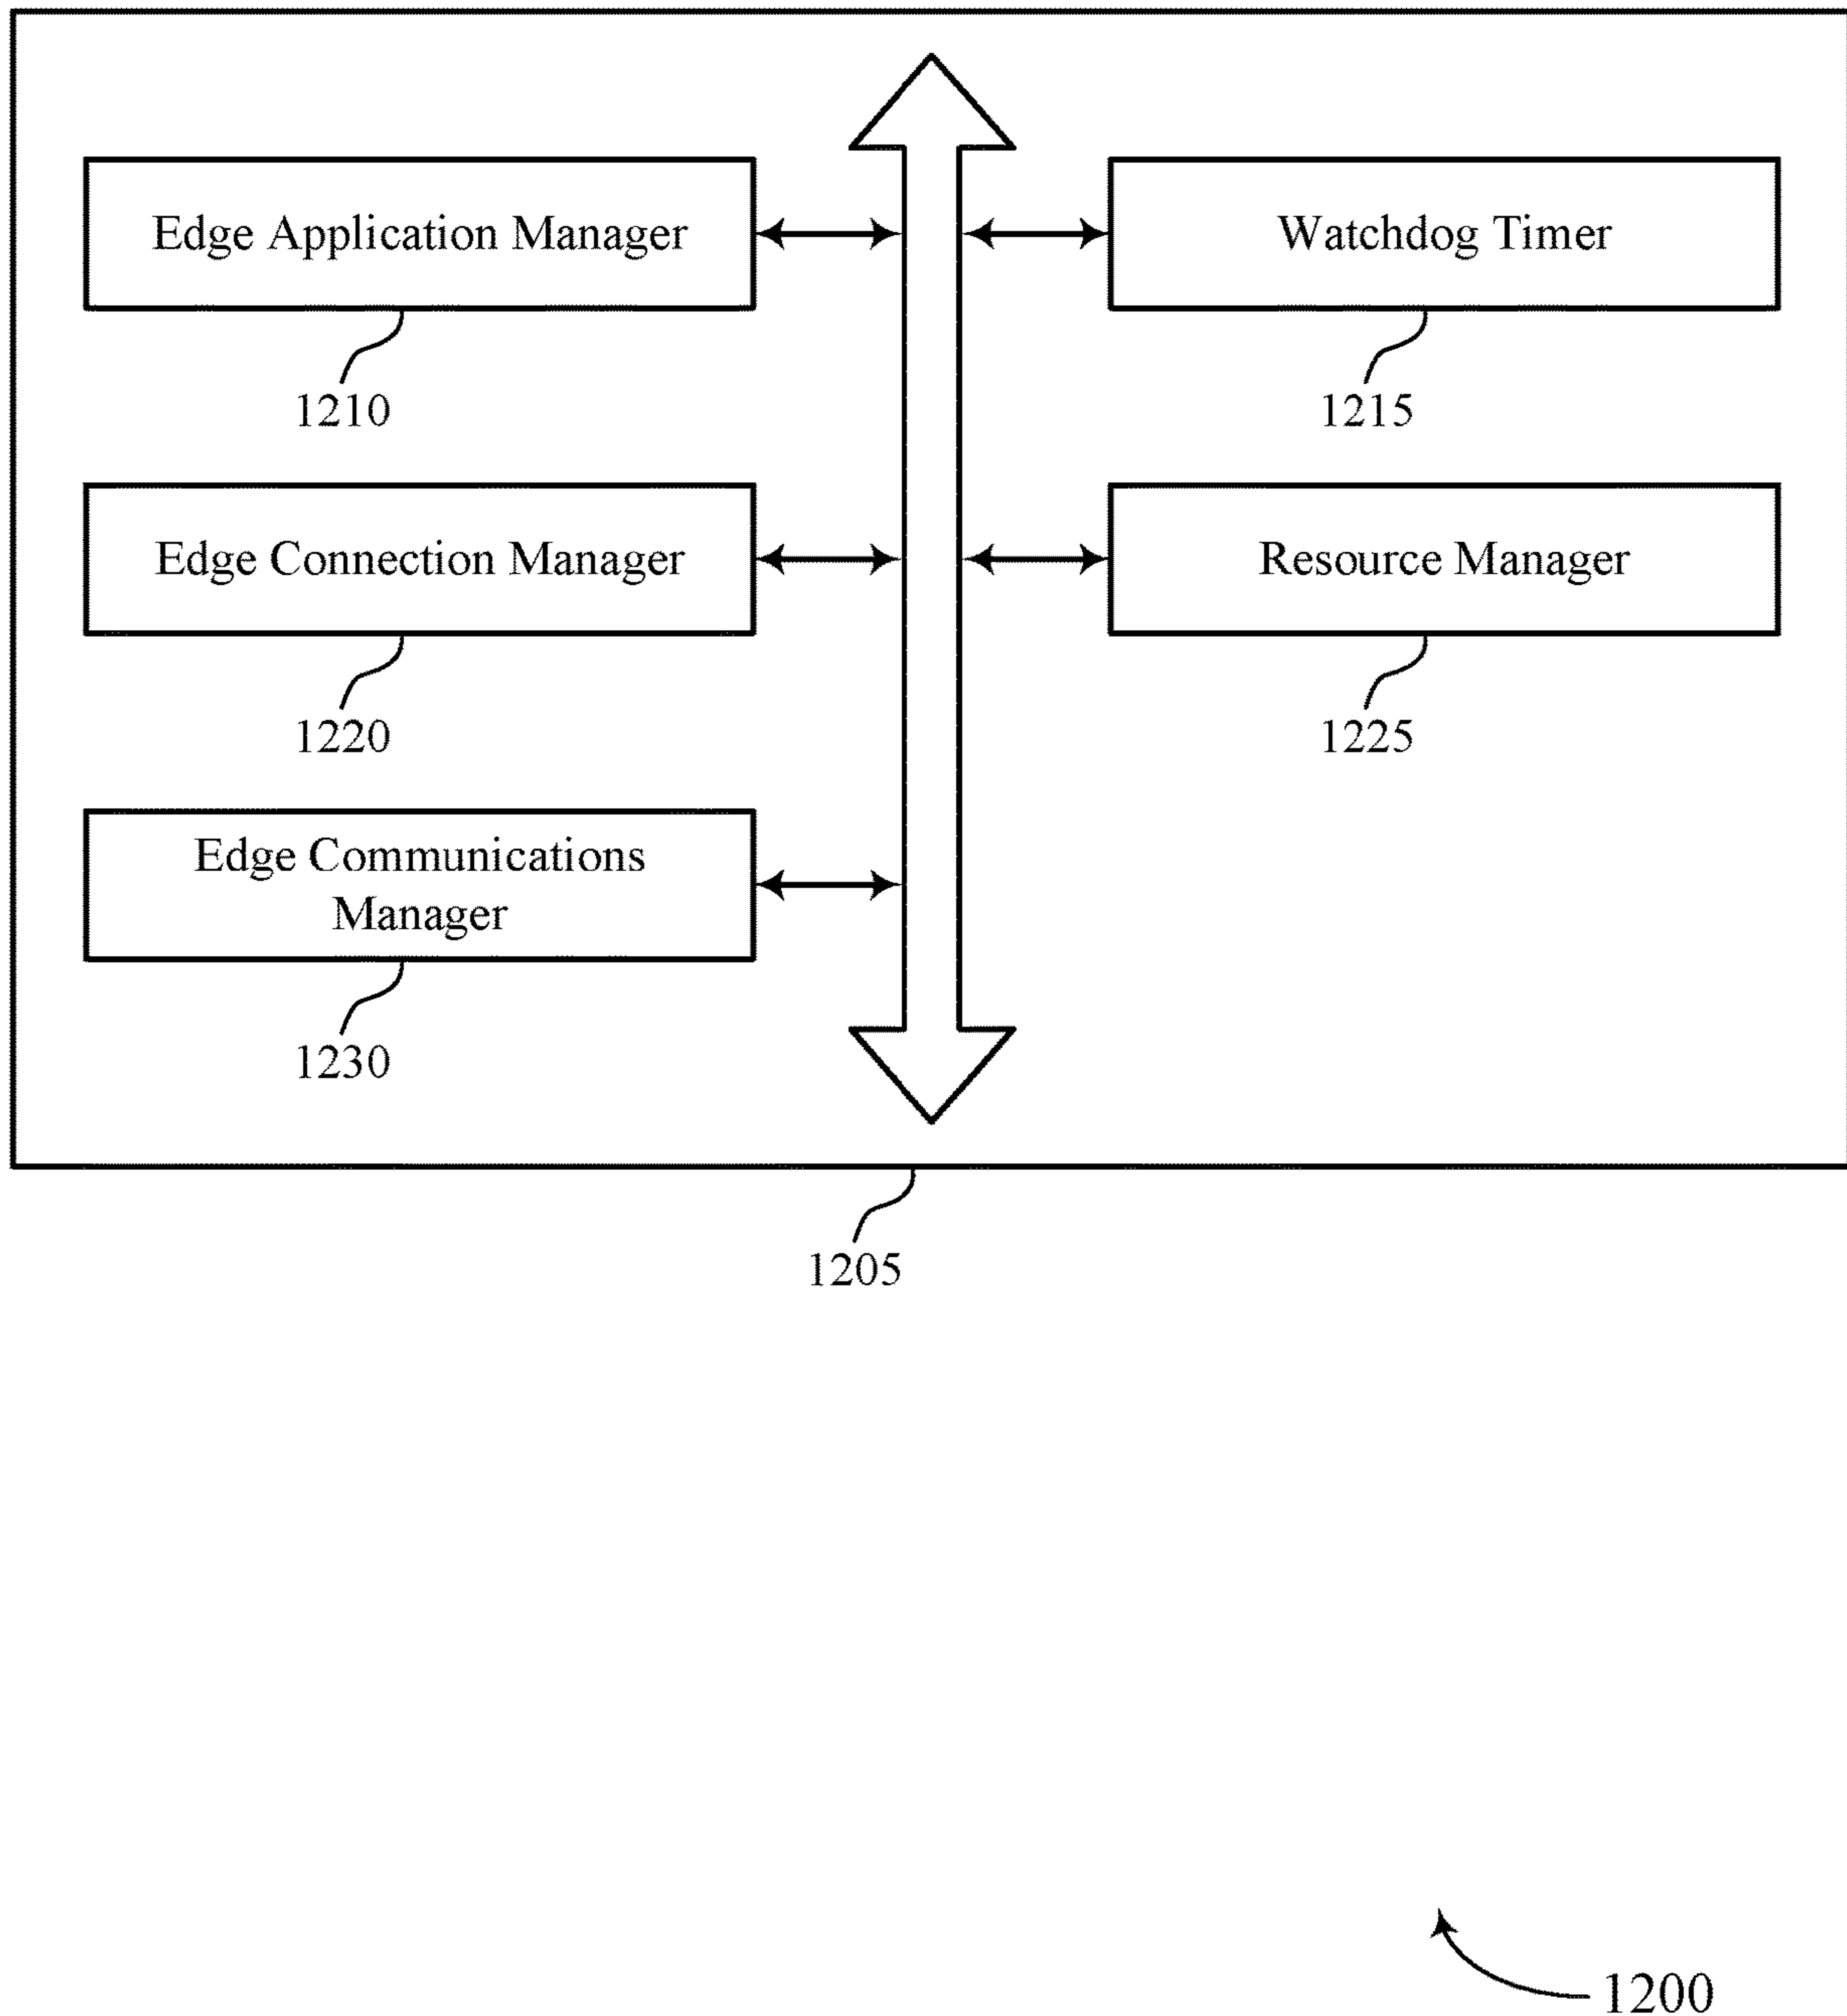 Edge Application Manager
Watchdog Timer
1210
1215
Edge Connection Manager
Resource Manager
1220
1225
Edge Communications
Manager
1230
1205
1200